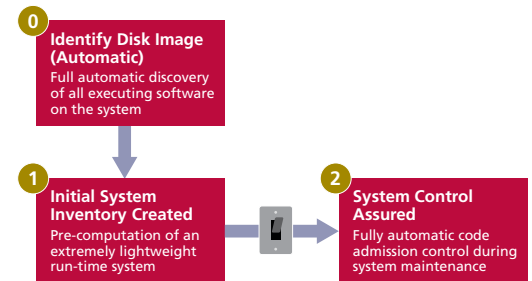 0
Identify Disk Image
(Automatic)
Full automatic discovery
of all executing software
on the system
1
Initial System
Inventory Created
Pre-computation of an
extremely lightweight
run-time system
2
System Control
Assured
Fully automatic code
admission control during
system maintenance